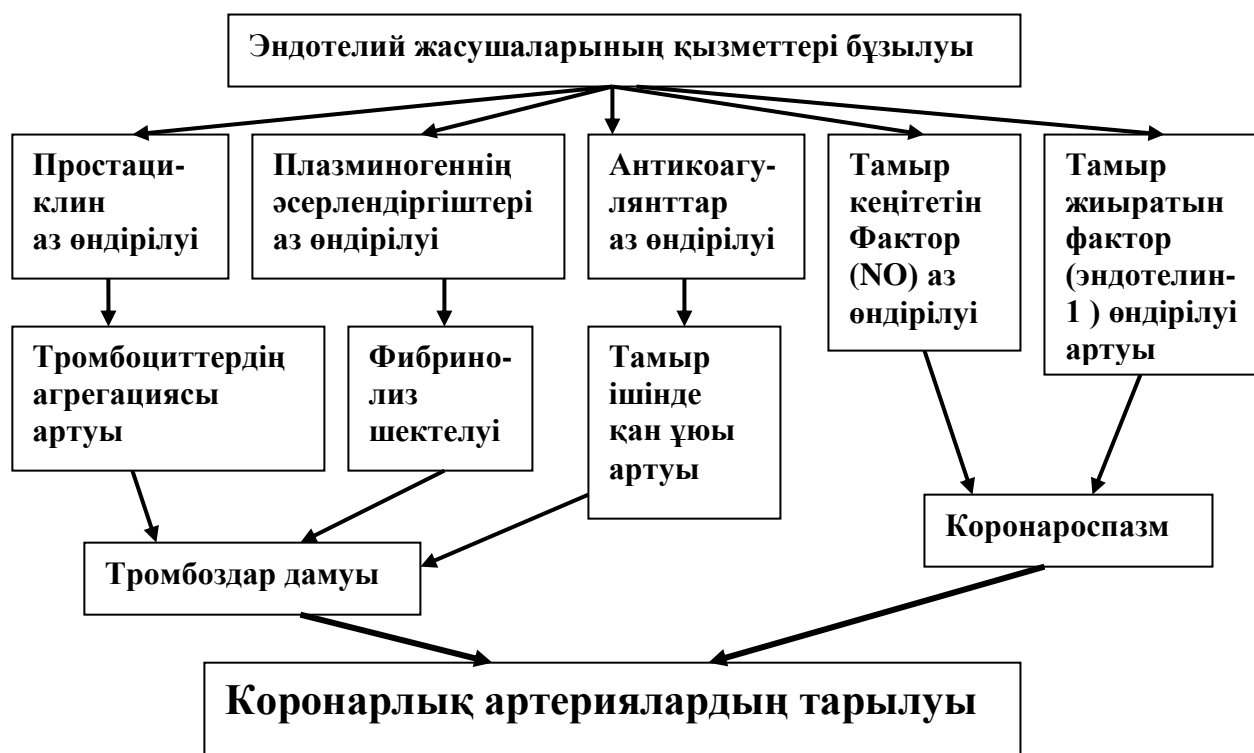 Эндотелий жасушаларының қызметтері бұзылуы
Простаци-
клин
аз өндірілуі
Плазминогеннің
әсерлендіргіштері
аз өндірілуі
Антикоагу-
лянттар
аз өндірілуі
Тамыр
кеңітетін
Фактор
(NO) аз
өндірілуі
Тамыр
жиыратын
фактор
(эндотелин-
1 ) өндірілуі
артуы
Тромбоциттердің
агрегациясы
артуы
Фибрино-
лиз
шектелуі
Тамыр
ішінде
қан ұюы
артуы
Коронароспазм
Тромбоздар дамуы
Коронарлық артериялардың тарылуы